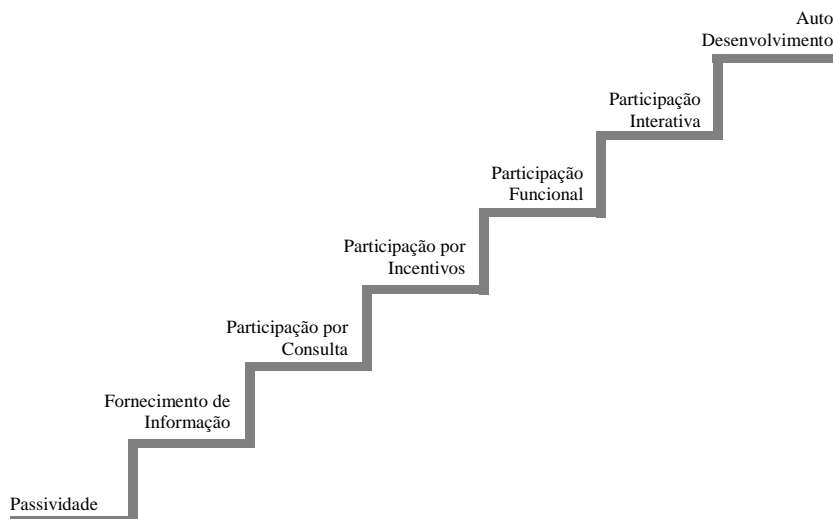 Auto
Desenvolvimento
Participação
Interativa
Participação
Funcional
Participação por
Incentivos
Participação por
Consulta
Fornecimento de
Informação
Passividade